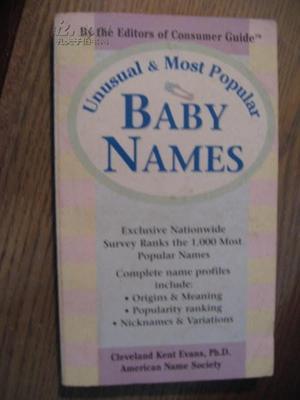 By the Editors of Consumer Guide™
Unusual & Most Popular
BABY
NAMES
Exclusive Nationwide
Survey Ranks the 1,000 Most
Popular Names
Complete name profiles
include:
• Origins & Meaning
• Popularity ranking
• Nicknames & Variations
Cleveland Kent Evans, Ph.D.
American Name Society